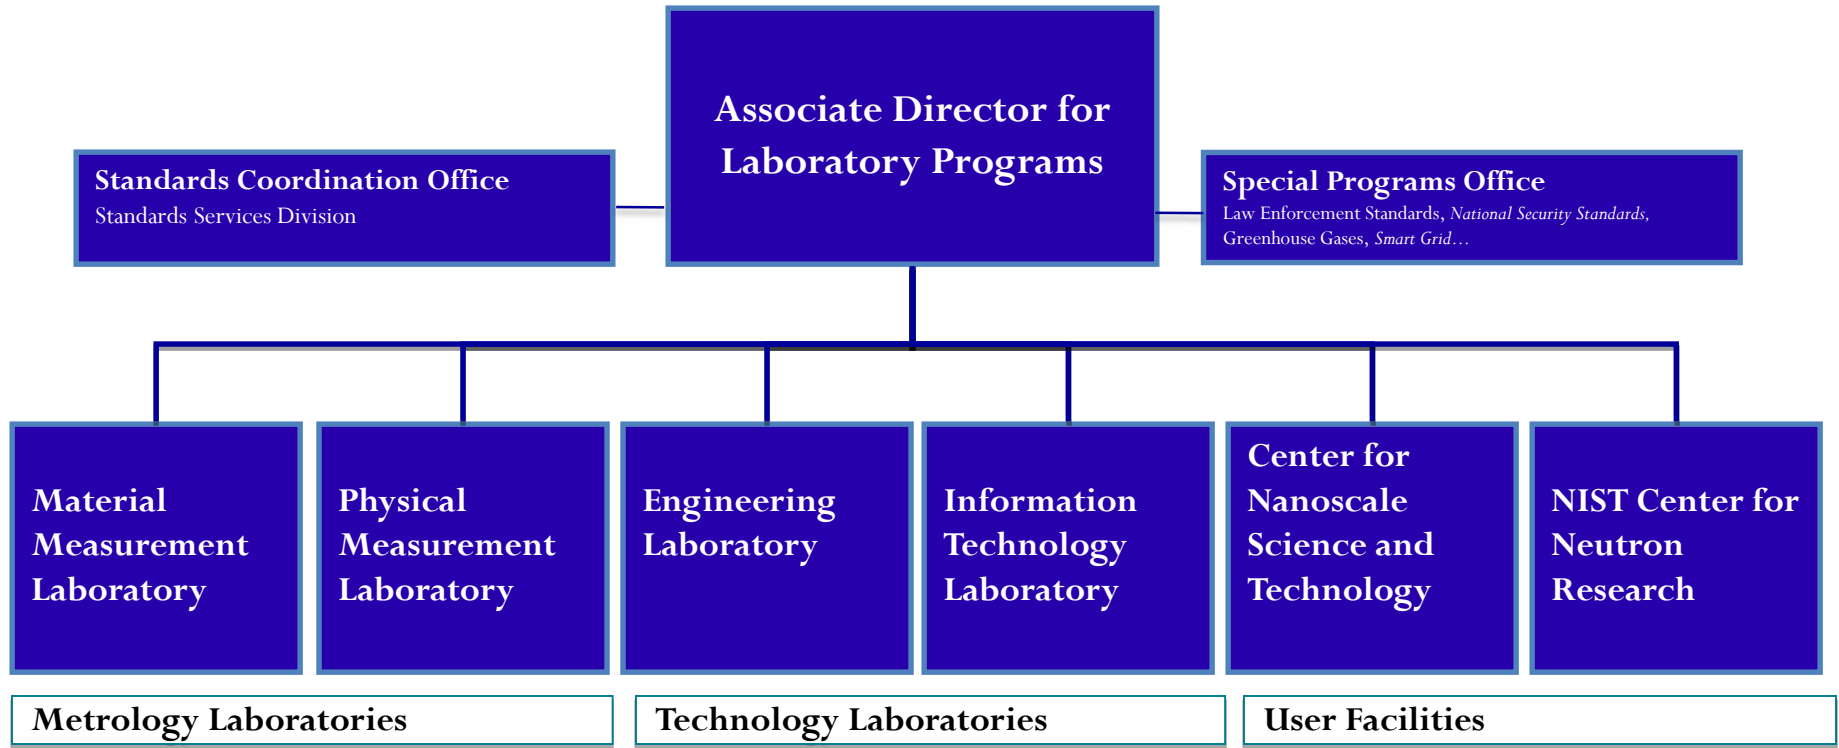 Associate Director for
Laboratory Programs
Standards Coordination Office
Standards Services Division
Special Programs Office
Law Enforcement Standards, National Security Standards,
Greenhouse Gases, Smart Grid…
Material
Measurement
Laboratory
Physical
Measurement
Laboratory
Engineering
Laboratory
Information
Technology
Laboratory
Center for
Nanoscale
Science and
Technology
NIST Center for
Neutron
Research
Metrology Laboratories
Technology Laboratories
User Facilities